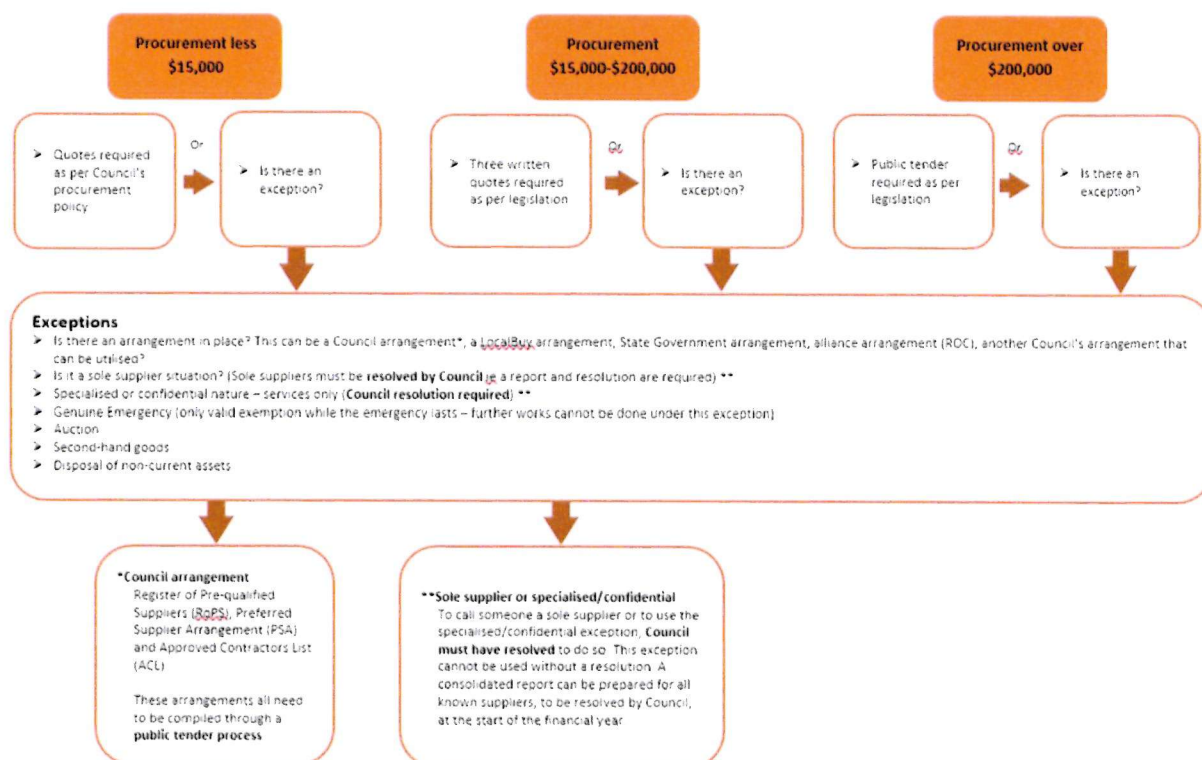 Procurement less
$15,000
Procurement
$15,000-$200,000
Procurement over
$200,000
➤ Quotes required
as per Council's
procurement
policy
Or
➤ Is there an
exception?
➤ Three written
quotes required
as per legislation
Or
➤ Is there an
exception?
➤ Public tender
required as per
legislation
Or
➤ Is there an
exception?
Exceptions
➤ Is there an arrangement in place? This can be a Council arrangement*, a LocalBuy arrangement, State Government arrangement, alliance arrangement (ROC), another Council's arrangement that
can be utilised?
➤ Is it a sole supplier situation? (Sole suppliers must be resolved by Council ie a report and resolution are required) **
➤ Specialised or confidential nature – services only (Council resolution required) **
➤ Genuine Emergency (only valid exemption while the emergency lasts – further works cannot be done under this exception)
➤ Auction
➤ Second-hand goods
➤ Disposal of non-current assets
*Council arrangement
Register of Pre-qualified
Suppliers (RoPS), Preferred
Supplier Arrangement (PSA)
and Approved Contractors List
(ACL)
These arrangements all need
to be compiled through a
public tender process
**Sole supplier or specialised/confidential
To call someone a sole supplier or to use the
specialised/confidential exception, Council
must have resolved to do so. This exception
cannot be used without a resolution. A
consolidated report can be prepared for all
known suppliers, to be resolved by Council,
at the start of the financial year